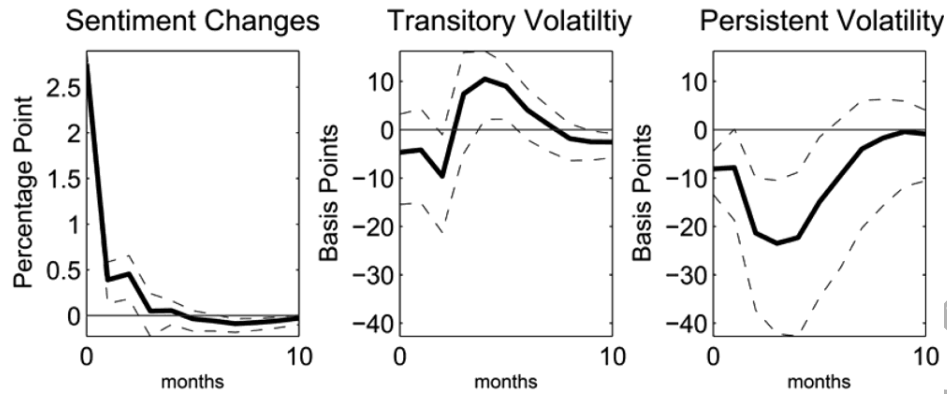 Sentiment Changes
Percentage Point
2.5
2
1.5
1
0.5
0
0 10
months
Transitory Volatiltiy
Basis Points
10
0
−10
−20
−30
−40
0 10
months
Persistent Volatility
Basis Points
10
0
−10
−20
−30
−40
0 10
months